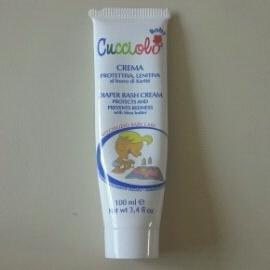 Cucciolo
baby
CREMA
PROTETTIVA, LENITIVA
al burro di Karitè
DIAPER RASH CREAM
PROTECTS AND
PREVENTS REDNESS
with Shea butter
100 ml e
Net wt 3,4 fl oz